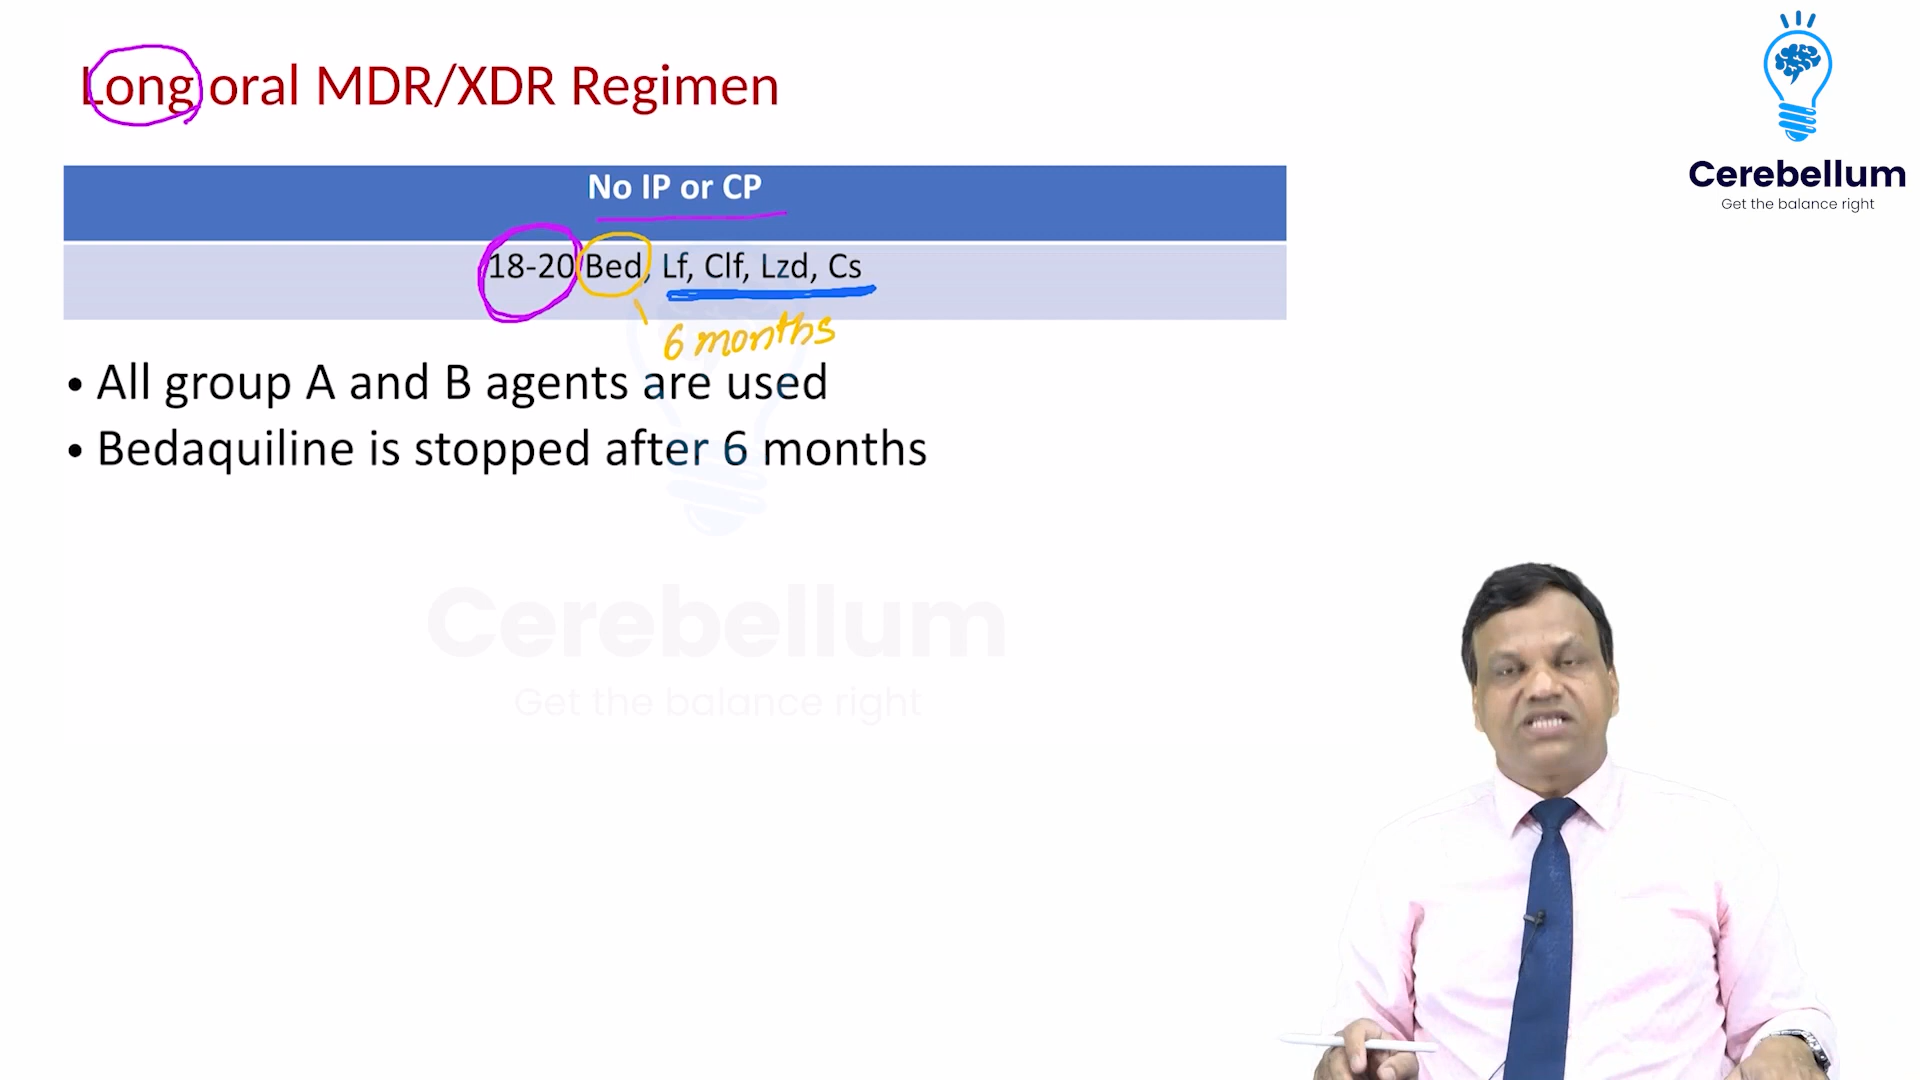 Long oral MDR/XDR Regimen
Cerebellum
Get the balance right
No IP or CP
18-20 Bed, Lf, Clf, Lzd, Cs
6 months
• All group A and B agents are used
• Bedaquiline is stopped after 6 months
Cerebellum
Get the balance right